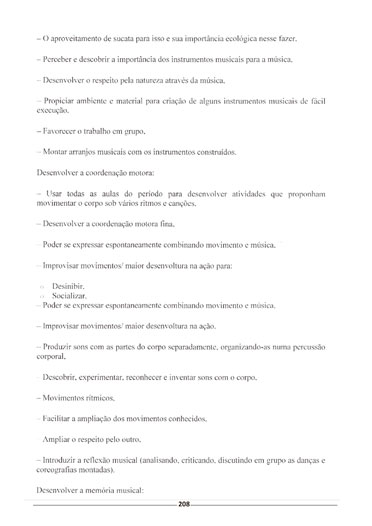 – O aproveitamento de sucata para isso e sua importância ecológica nesse fazer,
– Perceber e descobrir a importância dos instrumentos musicais para a música,
– Desenvolver o respeito pela natureza através da música,
– Propiciar ambiente e material para criação de alguns instrumentos musicais de fácil
execução,
– Favorecer o trabalho em grupo,
– Montar arranjos musicais com os instrumentos construídos.
Desenvolver a coordenação motora:
– Usar todas as aulas do período para desenvolver atividades que proponham
movimentar o corpo sob vários ritmos e canções,
– Desenvolver a coordenação motora fina,
– Poder se expressar espontaneamente combinando movimento e música,
– Improvisar movimentos/ maior desenvoltura na ação para:
o Desinibir,
o Socializar,
– Poder se expressar espontaneamente combinando movimento e música.
– Improvisar movimentos/ maior desenvoltura na ação.
– Produzir sons com as partes do corpo separadamente, organizando-as numa percussão
corporal,
– Descobrir, experimentar, reconhecer e inventar sons com o corpo,
– Movimentos rítmicos,
– Facilitar a ampliação dos movimentos conhecidos,
– Ampliar o respeito pelo outro,
– Introduzir a reflexão musical (analisando, criticando, discutindo em grupo as danças e
coreografias montadas).
Desenvolver a memória musical:
208